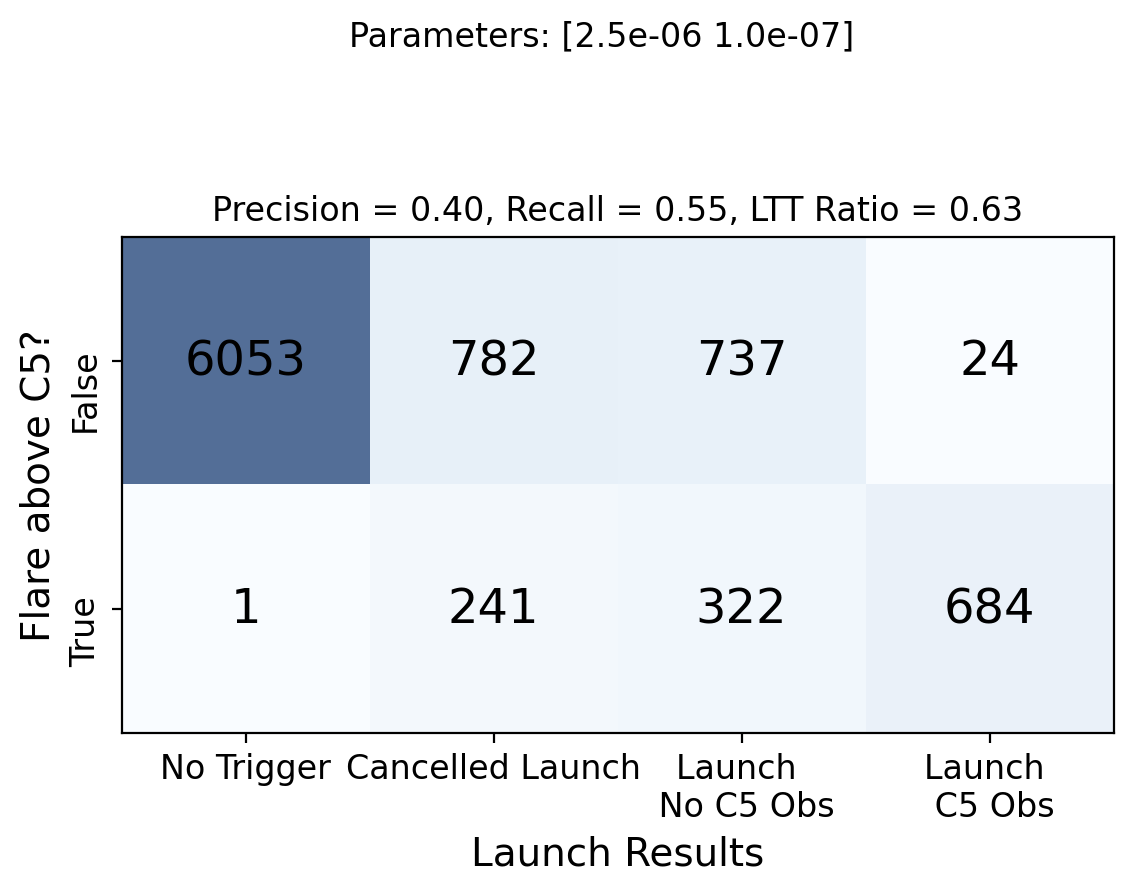 Parameters: [2.5e-06 1.0e-07]
Precision = 0.40, Recall = 0.55, LTT Ratio = 0.63
Flare above C5?
False
6053
782
737
24
True
1
241
322
684
No Trigger
Cancelled Launch
Launch
No C5 Obs
Launch
C5 Obs
Launch Results